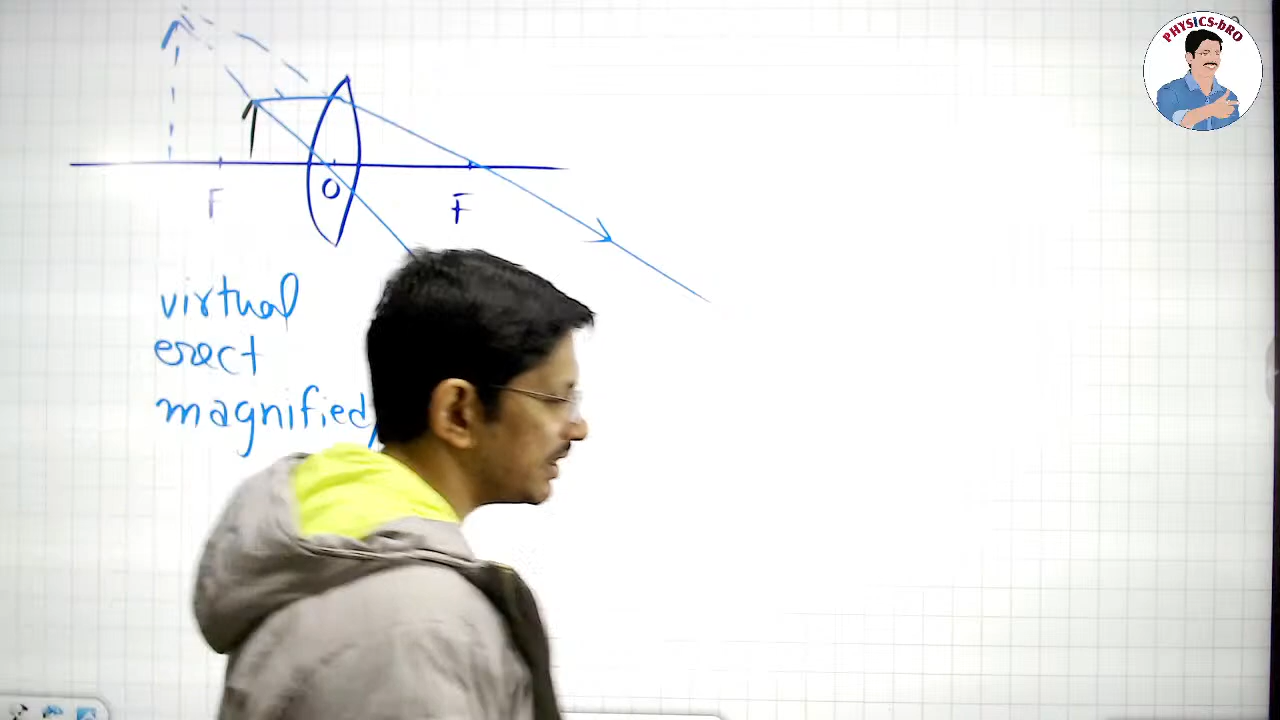 PHYSICS-bRO
O
F
F
virtual
erect
magnified,